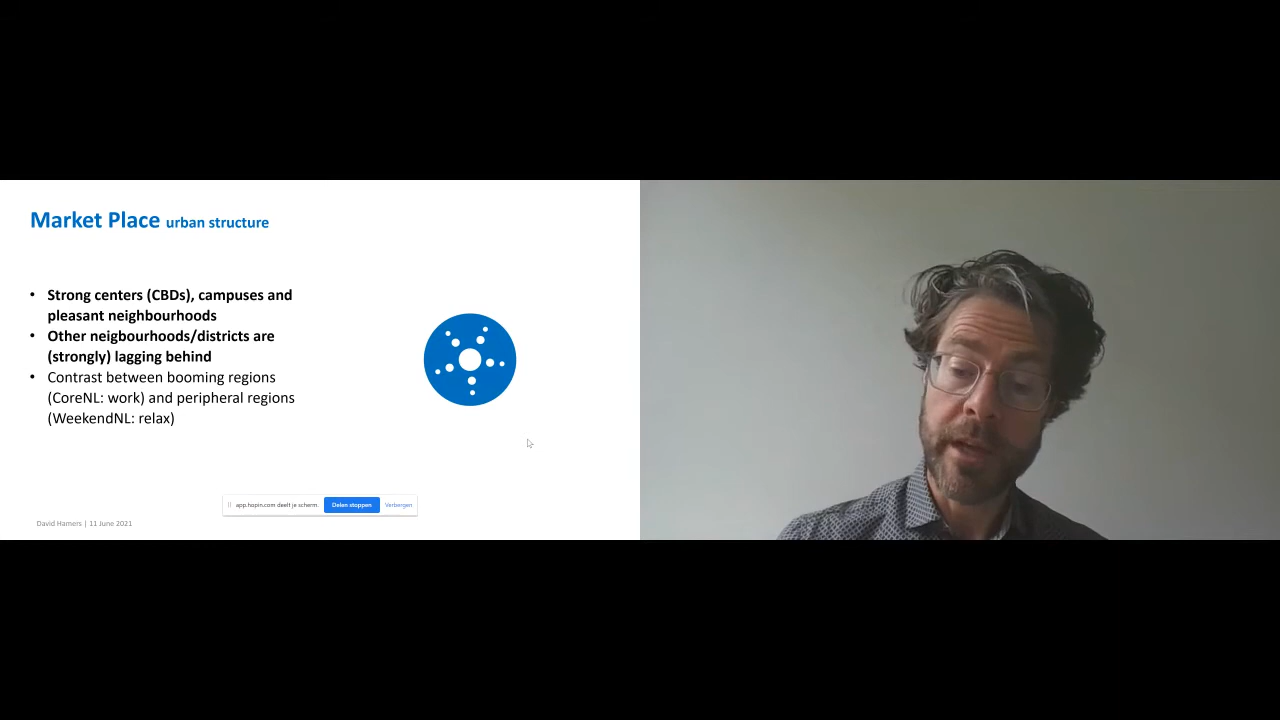 Market Place urban structure
• Strong centers (CBDs), campuses and
pleasant neighbourhoods
• Other neigbourhoods/districts are
(strongly) lagging behind
• Contrast between booming regions
(CoreNL: work) and peripheral regions
(WeekendNL: relax)
app.hopin.com deelt je scherm. Delen stoppen Verbergen
David Hamers | 11 June 2021